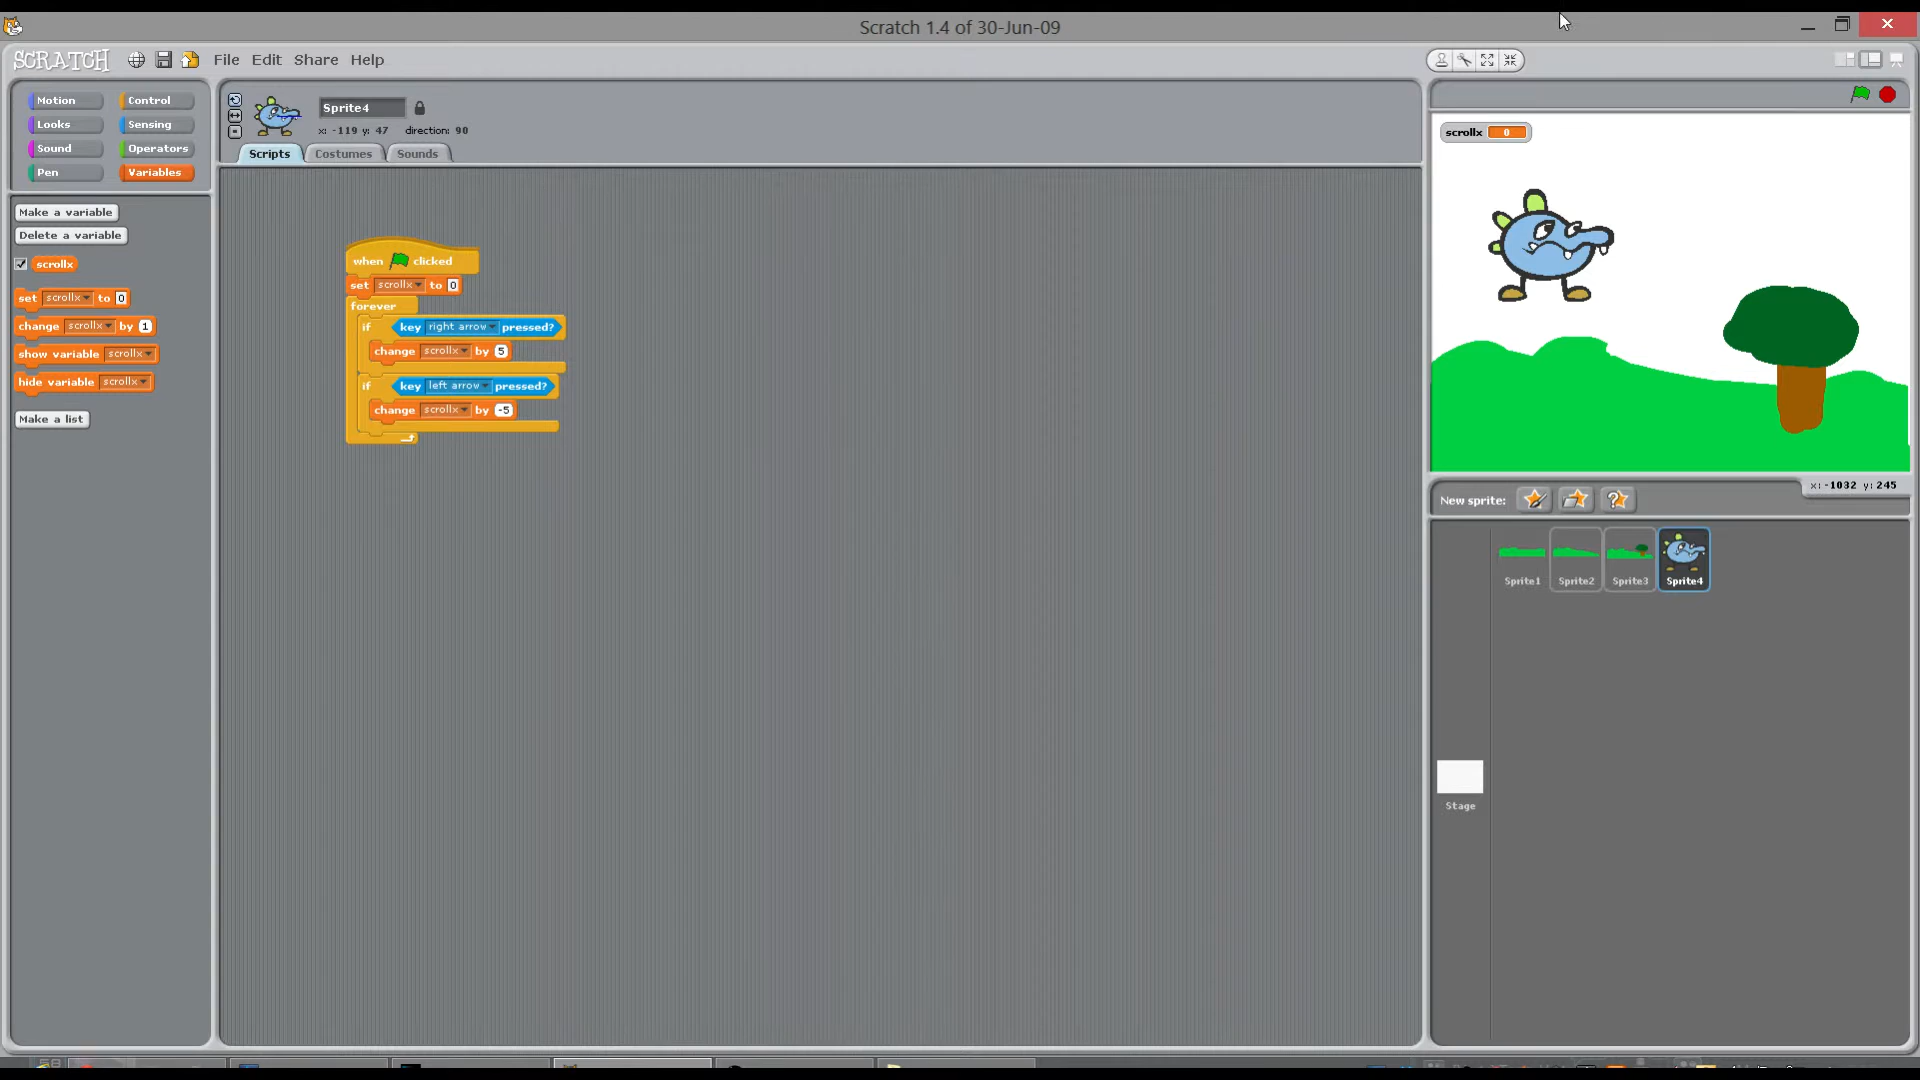 Scratch 1.4 of 30-Jun-09
SCRATCH File Edit Share Help
Motion Control
Looks Sensing
Sound Operators
Pen Variables
Make a variable
Delete a variable
scrollx
set scrollx to 0
change scrollx by 1
show variable scrollx
hide variable scrollx
Make a list
Sprite4
x: -119 y: 47 direction: 90
Scripts Costumes Sounds
when clicked
set scrollx to 0
forever
if key right arrow pressed?
change scrollx by 5
if key left arrow pressed?
change scrollx by -5
scrollx 0
x: -1032 y: 245
New sprite:
Sprite1 Sprite2 Sprite3 Sprite4
Stage